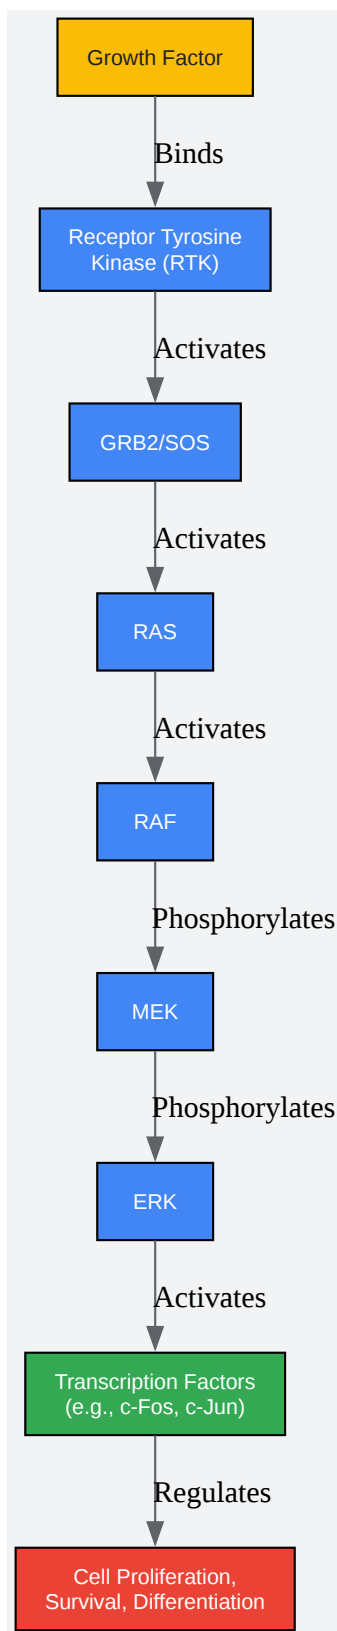 Growth Factor
Binds
Receptor Tyrosine
Kinase (RTK)
Activates
GRB2/SOS
Activates
RAS
Activates
RAF
Phosphorylates
MEK
Phosphorylates
ERK
Activates
Transcription Factors
(e.g., c-Fos, c-Jun)
Regulates
Cell Proliferation,
Survival, Differentiation